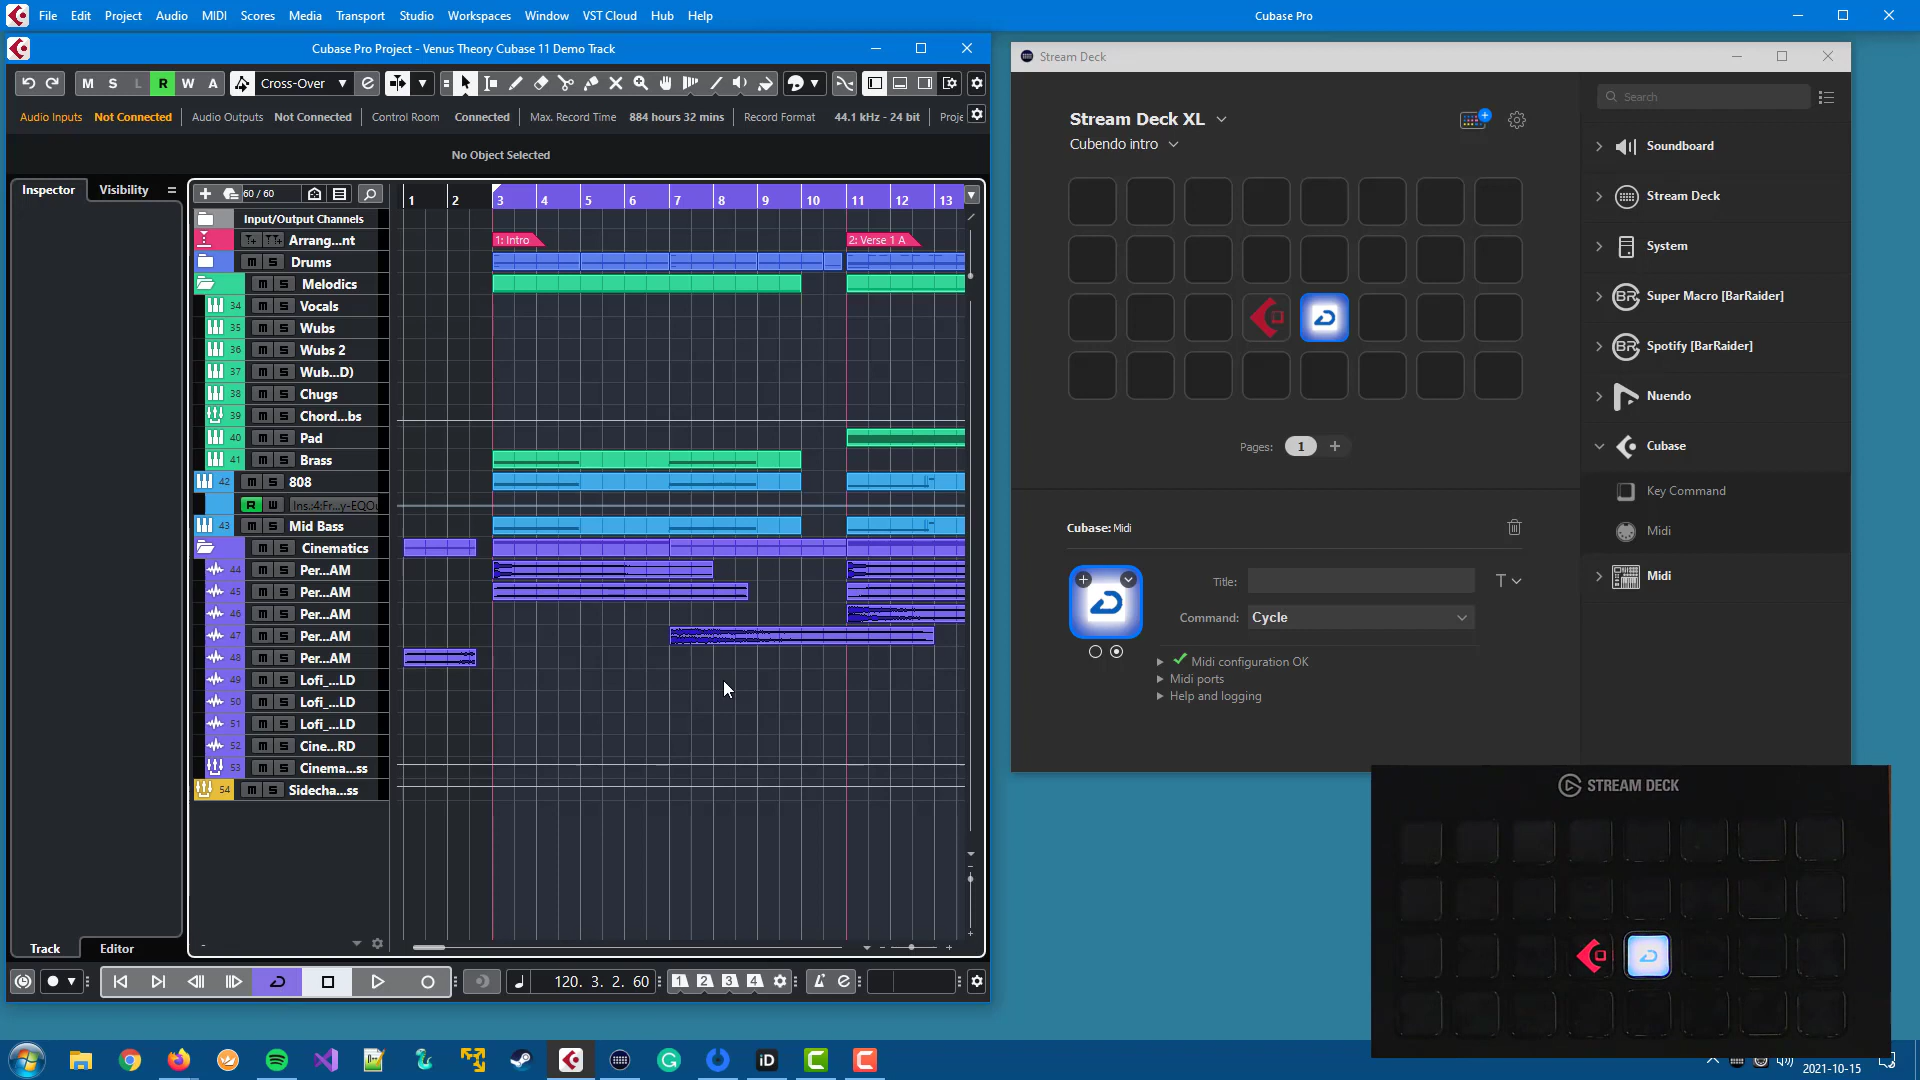 File Edit Project Audio MIDI Scores Media Transport Studio Workspaces Window VST Cloud Hub Help
Cubase Pro
Cubase Pro Project - Venus Theory Cubase 11 Demo Track
M S L R W A Cross-Over
Audio Inputs Not Connected Audio Outputs Not Connected Control Room Connected Max. Record Time 884 hours 32 mins Record Format 44.1 kHz - 24 bit Proje
No Object Selected
Inspector Visibility
60 / 60
1 2 3 4 5 6 7 8 9 10 11 12 13
Input/Output Channels
Arrang...nt
1: Intro
2: Verse 1 A
m S Drums
m S Melodics
34 m S Vocals
35 m S Wubs
36 m S Wubs 2
37 m S Wub...D)
38 m S Chugs
39 m S Chord...bs
40 m S Pad
41 m S Brass
42 m S 808
R W Ins.:4:Fr...y-EQOu
43 m S Mid Bass
m S Cinematics
44 m S Per...AM
45 m S Per...AM
46 m S Per...AM
47 m S Per...AM
48 m S Per...AM
49 m S Lofi_...LD
50 m S Lofi_...LD
51 m S Lofi_...LD
52 m S Cine...RD
53 m S Cinema...ss
54 m S Sidecha...ss
Track Editor
120. 3. 2. 60
1 2 3 4
Stream Deck
Stream Deck XL
Cubendo intro
Pages: 1 +
Cubase: Midi
Title:
T
Command: Cycle
Midi configuration OK
Midi ports
Help and logging
Search
Soundboard
Stream Deck
System
BR Super Macro [BarRaider]
BR Spotify [BarRaider]
Nuendo
Cubase
Key Command
Midi
Midi
STREAM DECK
iD
2021-10-15